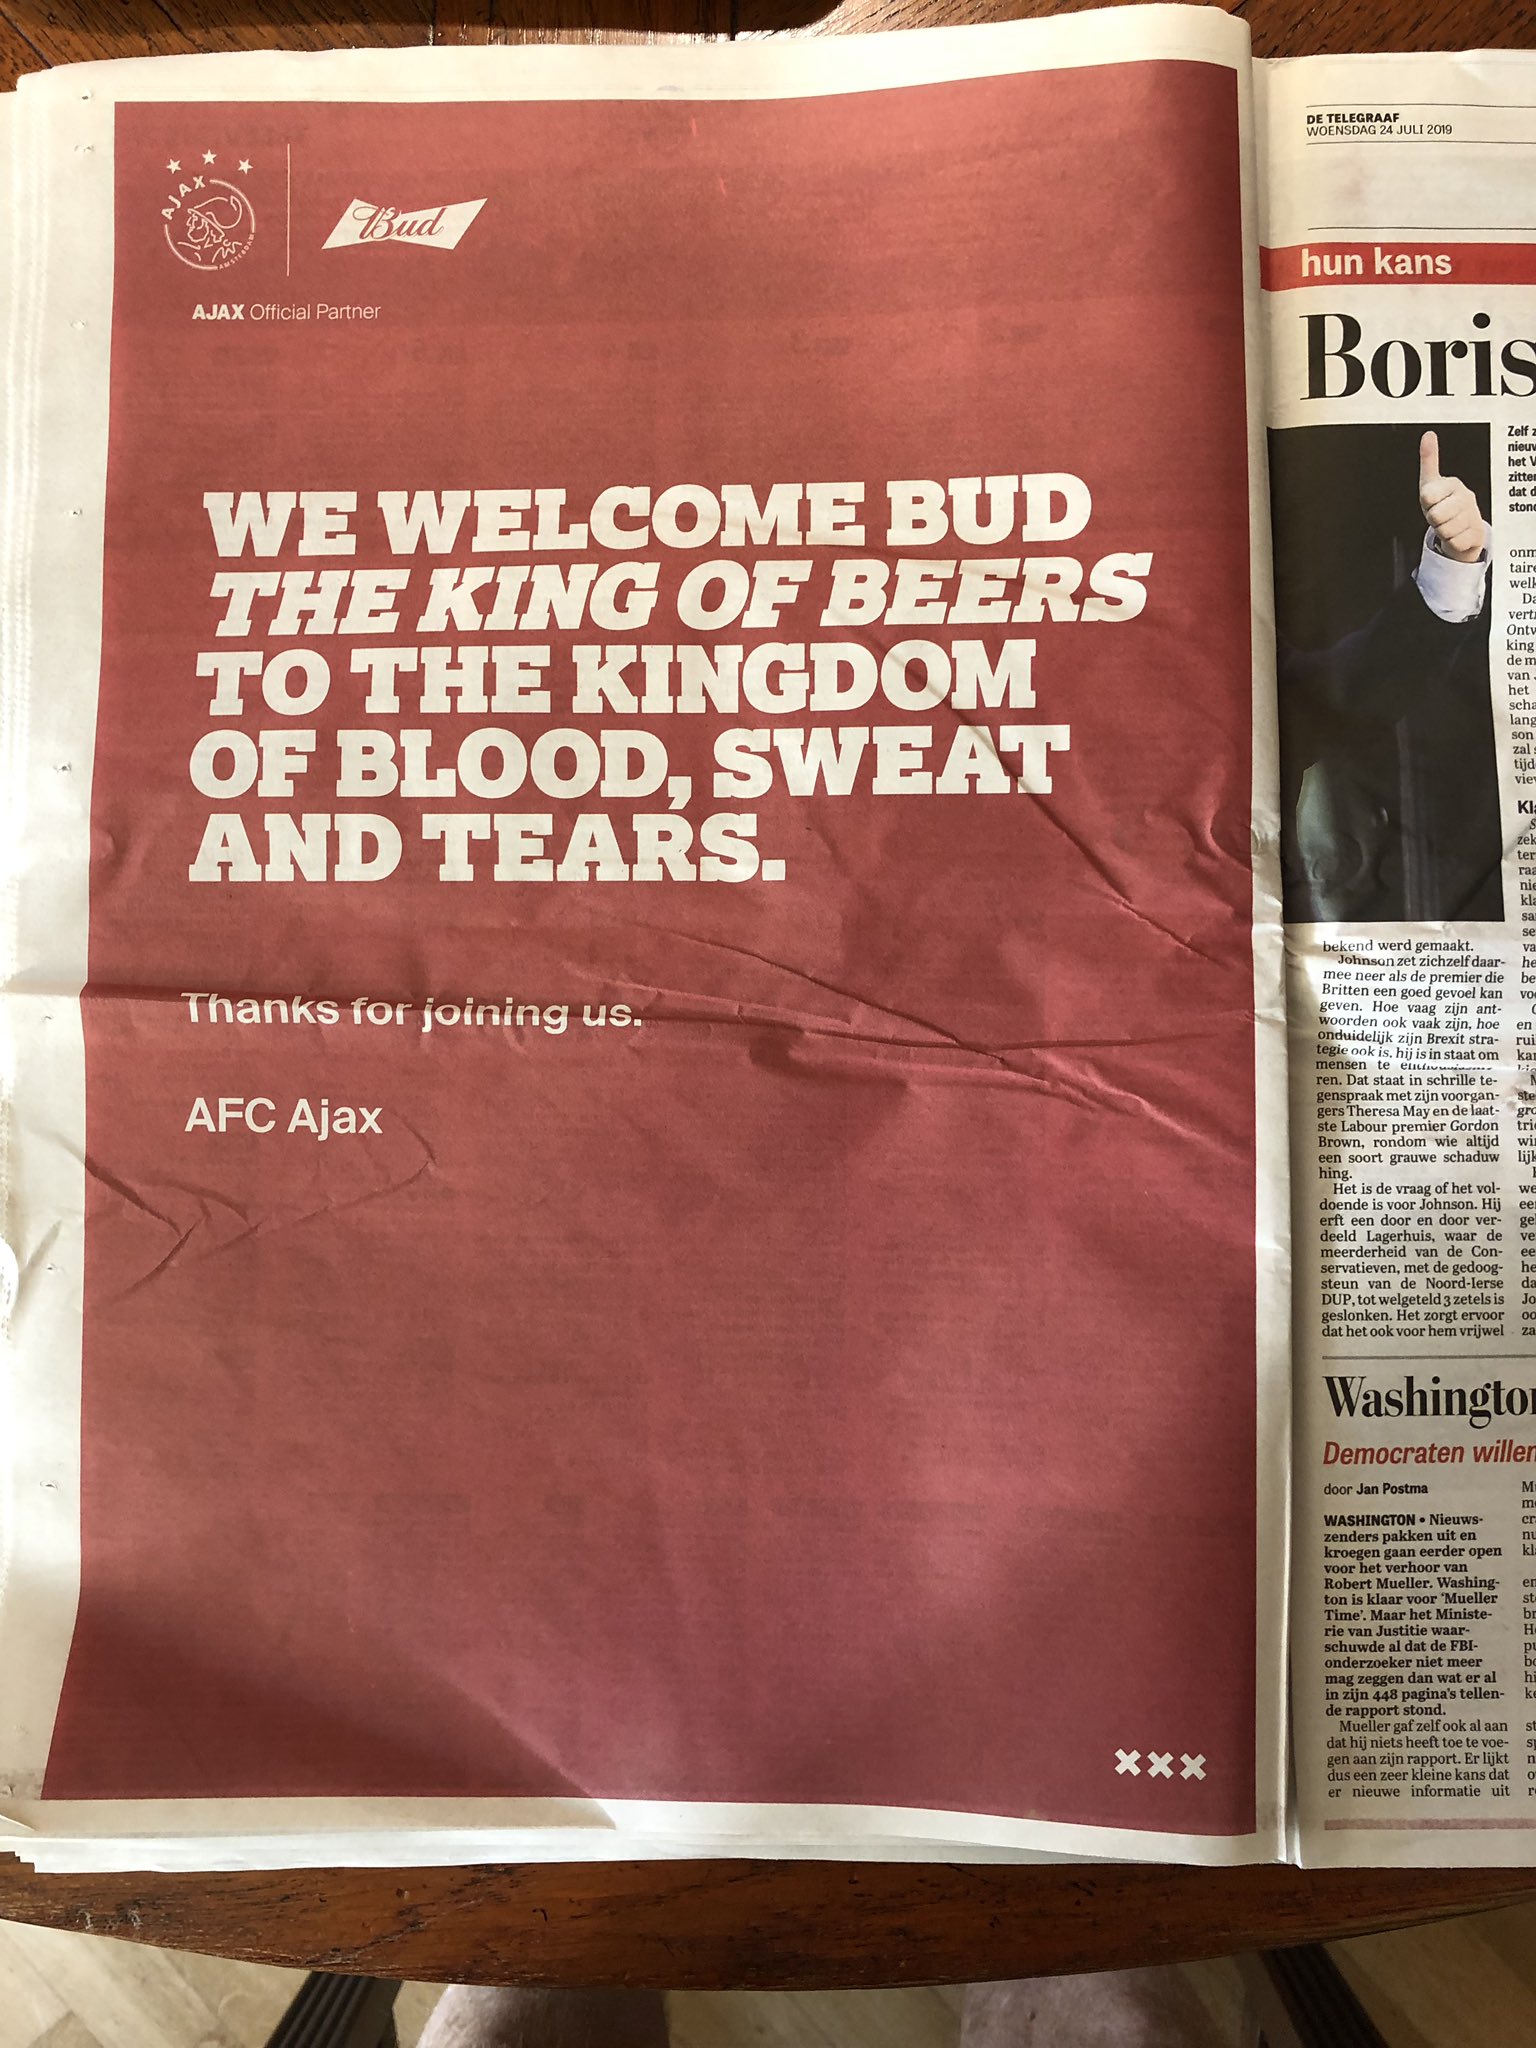 AJAX
AMSTERDAM
Bud
AJAX Official Partner
WE WELCOME BUD
THE KING OF BEERS
TO THE KINGDOM
OF BLOOD, SWEAT
AND TEARS.
Thanks for joining us.
AFC Ajax
XXX
DE TELEGRAAF
WOENSDAG 24 JULI 2019
hun kans
Boris
Zelf
nieuw
het
zitte
dat
bekend werd gemaakt.
Johnson zet zichzelf daar-
mee neer als de premier die
Britten een goed gevoel kan
geven. Hoe vaag zijn ant-
woorden ook vaak zijn, hoe
onduidelijk zijn Brexit stra-
tegie ook is, hij is in staat om
mensen te
ren. Dat staat in schrille te-
genspraak met zijn voorgan-
gers Theresa May en de laat-
ste Labour premier Gordon
Brown, rondom wie altijd
een soort grauwe schaduw
hing.
Het is de vraag of het vol-
doende is voor Johnson. Hij
erft een door en door ver-
deeld Lagerhuis, waar de
meerderheid van de Con-
servatieven, met de gedoog-
steun van de Noord-Ierse
DUP, tot welgeteld 3 zetels is
geslonken. Het zorgt ervoor
dat het ook voor hem vrijwel
Washington
Democraten willen
door Jan Postma
WASHINGTON • Nieuws-
zenders pakken uit en
kroegen gaan eerder open
voor het verhoor van
Robert Mueller. Washing-
ton is klaar voor ‘Mueller
Time’. Maar het Ministe-
rie van Justitie waar-
schuwde al dat de FBI-
onderzoeker niet meer
mag zeggen dan wat er al
in zijn 448 pagina's tellen-
de rapport stond.
Mueller gaf zelf ook al aan
dat hij niets heeft toe te voe-
gen aan zijn rapport. Er lijkt
dus een zeer kleine kans dat
er nieuwe informatie uit